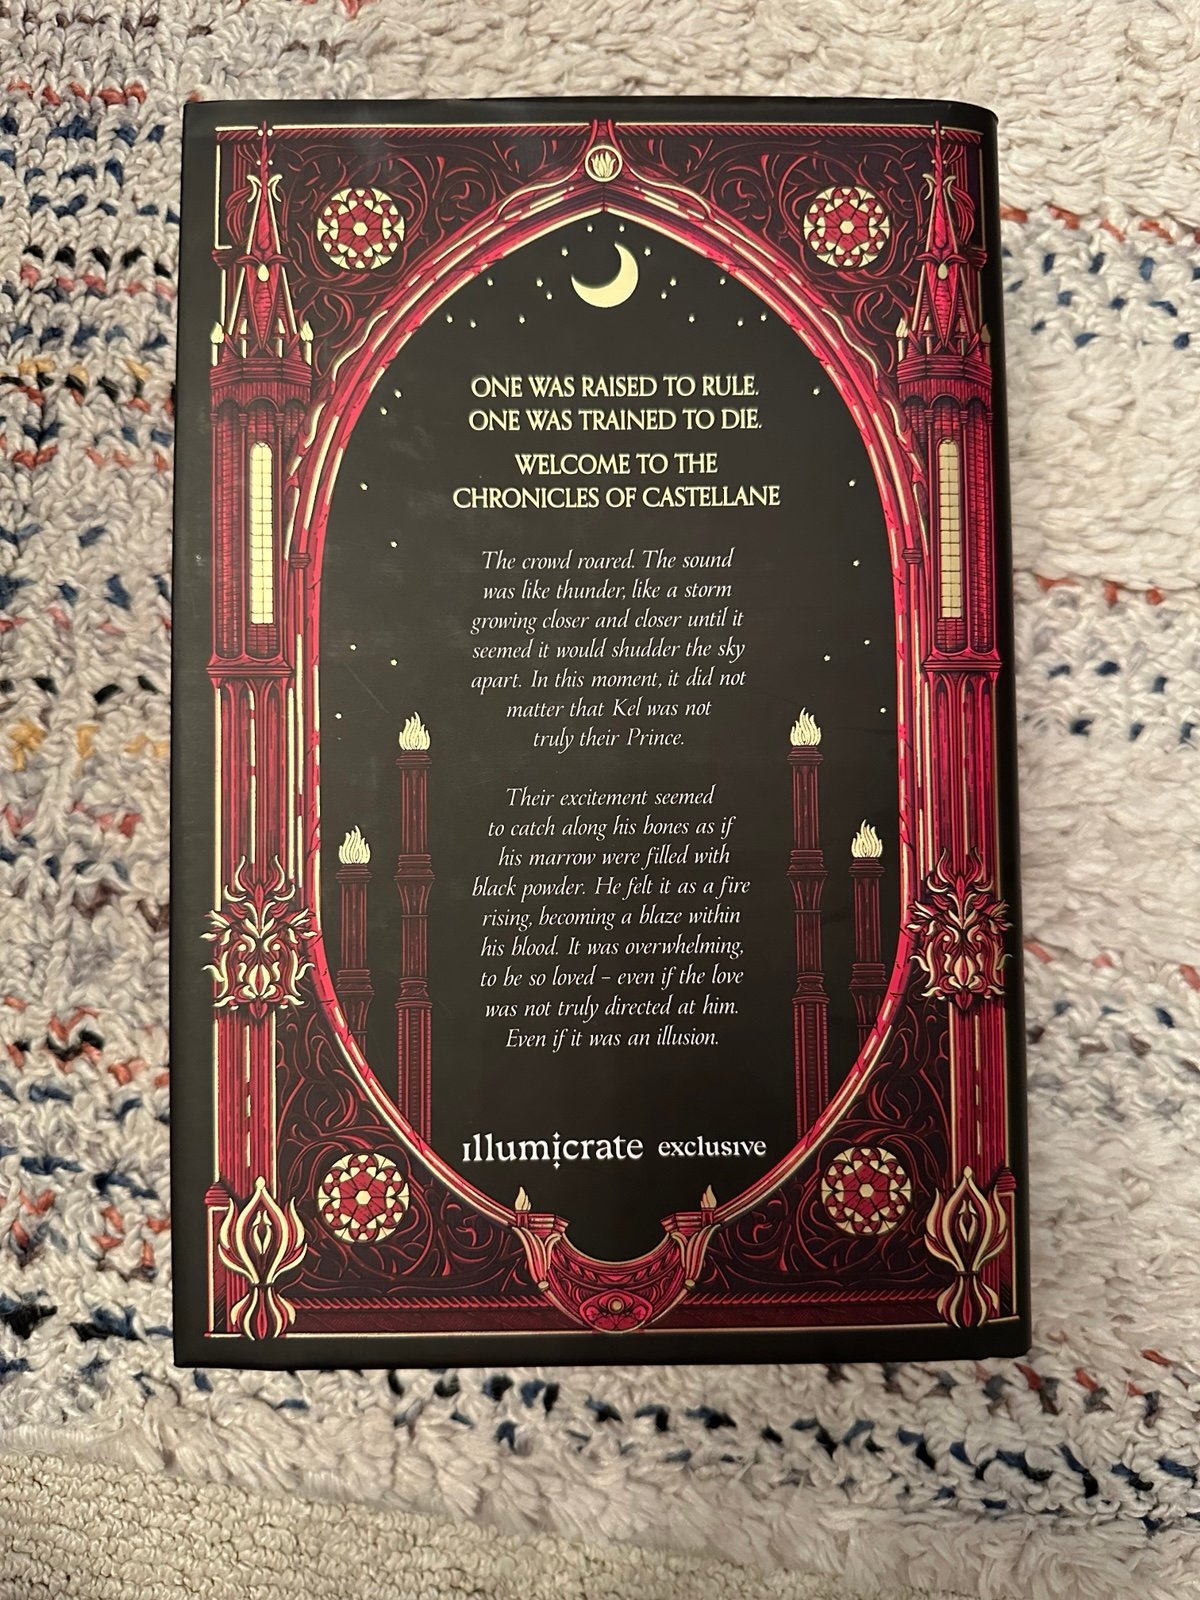 ONE WAS RAISED TO RULE.
ONE WAS TRAINED TO DIE.
WELCOME TO THE
CHRONICLES OF CASTELLANE
The crowd roared. The sound
was like thunder, like a storm
growing closer and closer until it
seemed it would shudder the sky
apart. In this moment, it did not
matter that Kel was not
truly their Prince.
Their excitement seemed
to catch along his bones as if
his marrow were filled with
black powder. He felt it as a fire
rising, becoming a blaze within
his blood. It was overwhelming,
to be so loved – even if the love
was not truly directed at him.
Even if it was an illusion.
illumicrate exclusive